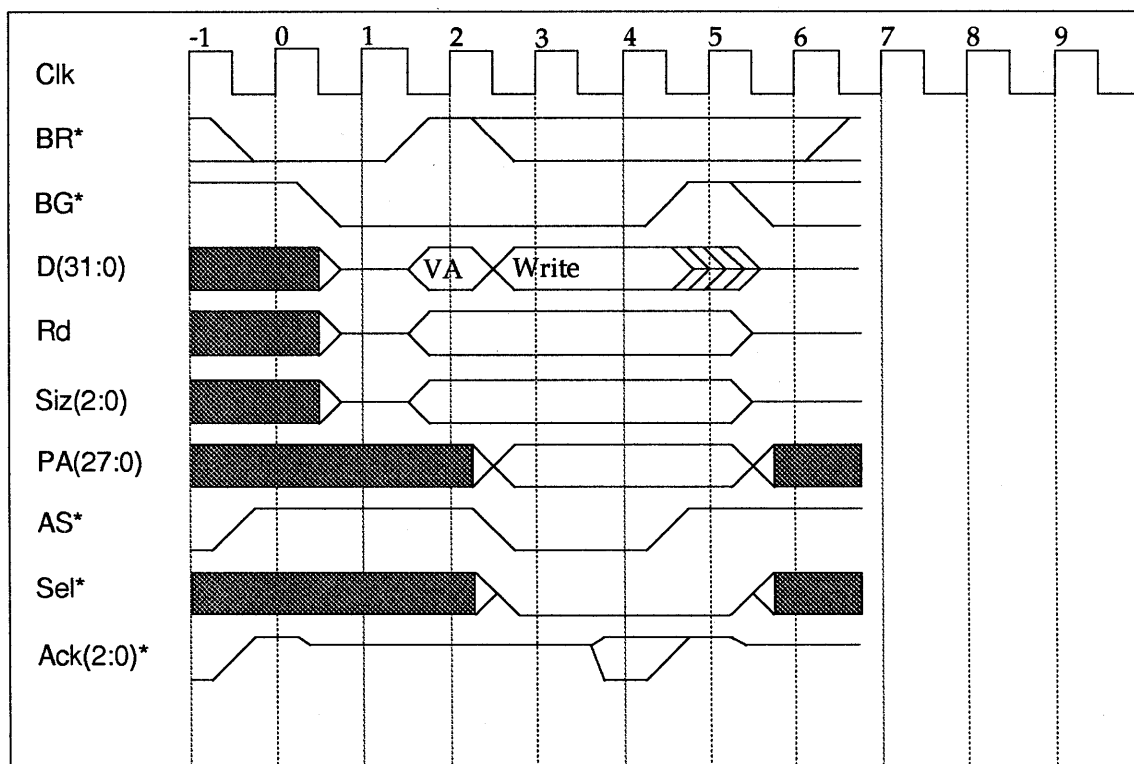 -1 0 1 2 3 4 5 6 7 8 9
Clk
BR*
BG*
D(31:0) VA Write
Rd
Siz(2:0)
PA(27:0)
AS*
Sel*
Ack(2:0)*